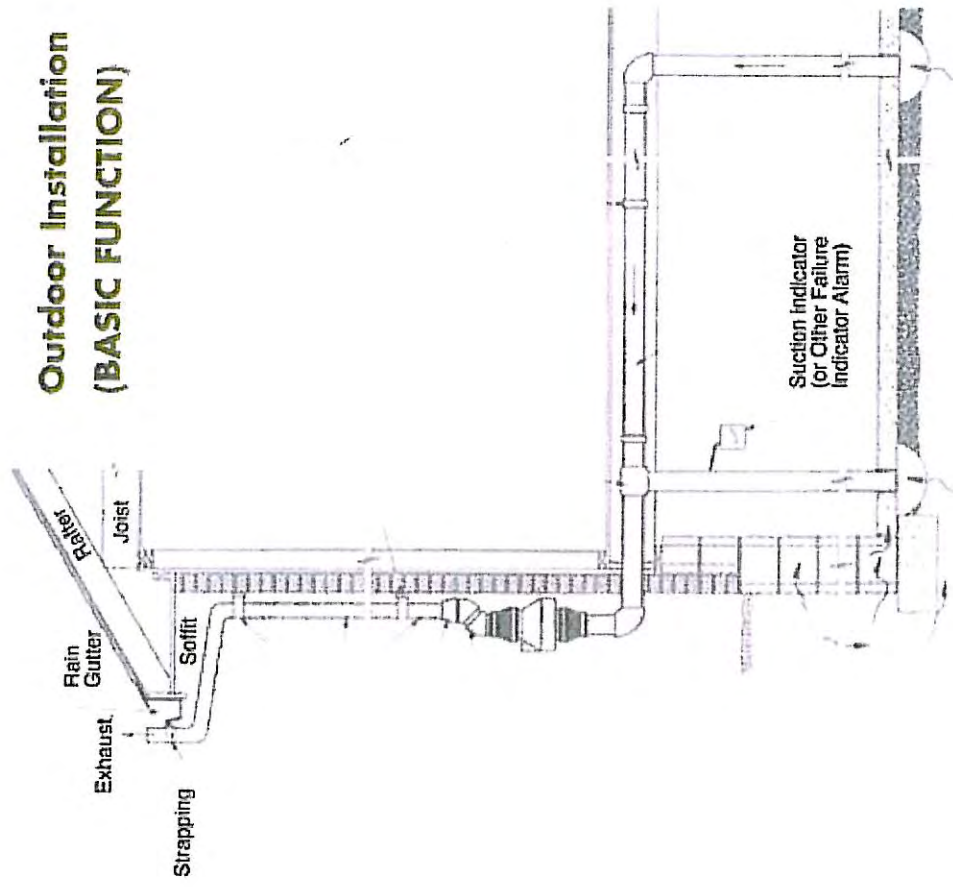 Outdoor Installation
(BASIC FUNCTION)
Rafter
Joist
Rain
Gutter
Soffit
Exhaust
Strapping
Suction Indicator
(or Other Failure
Indicator Alarm)